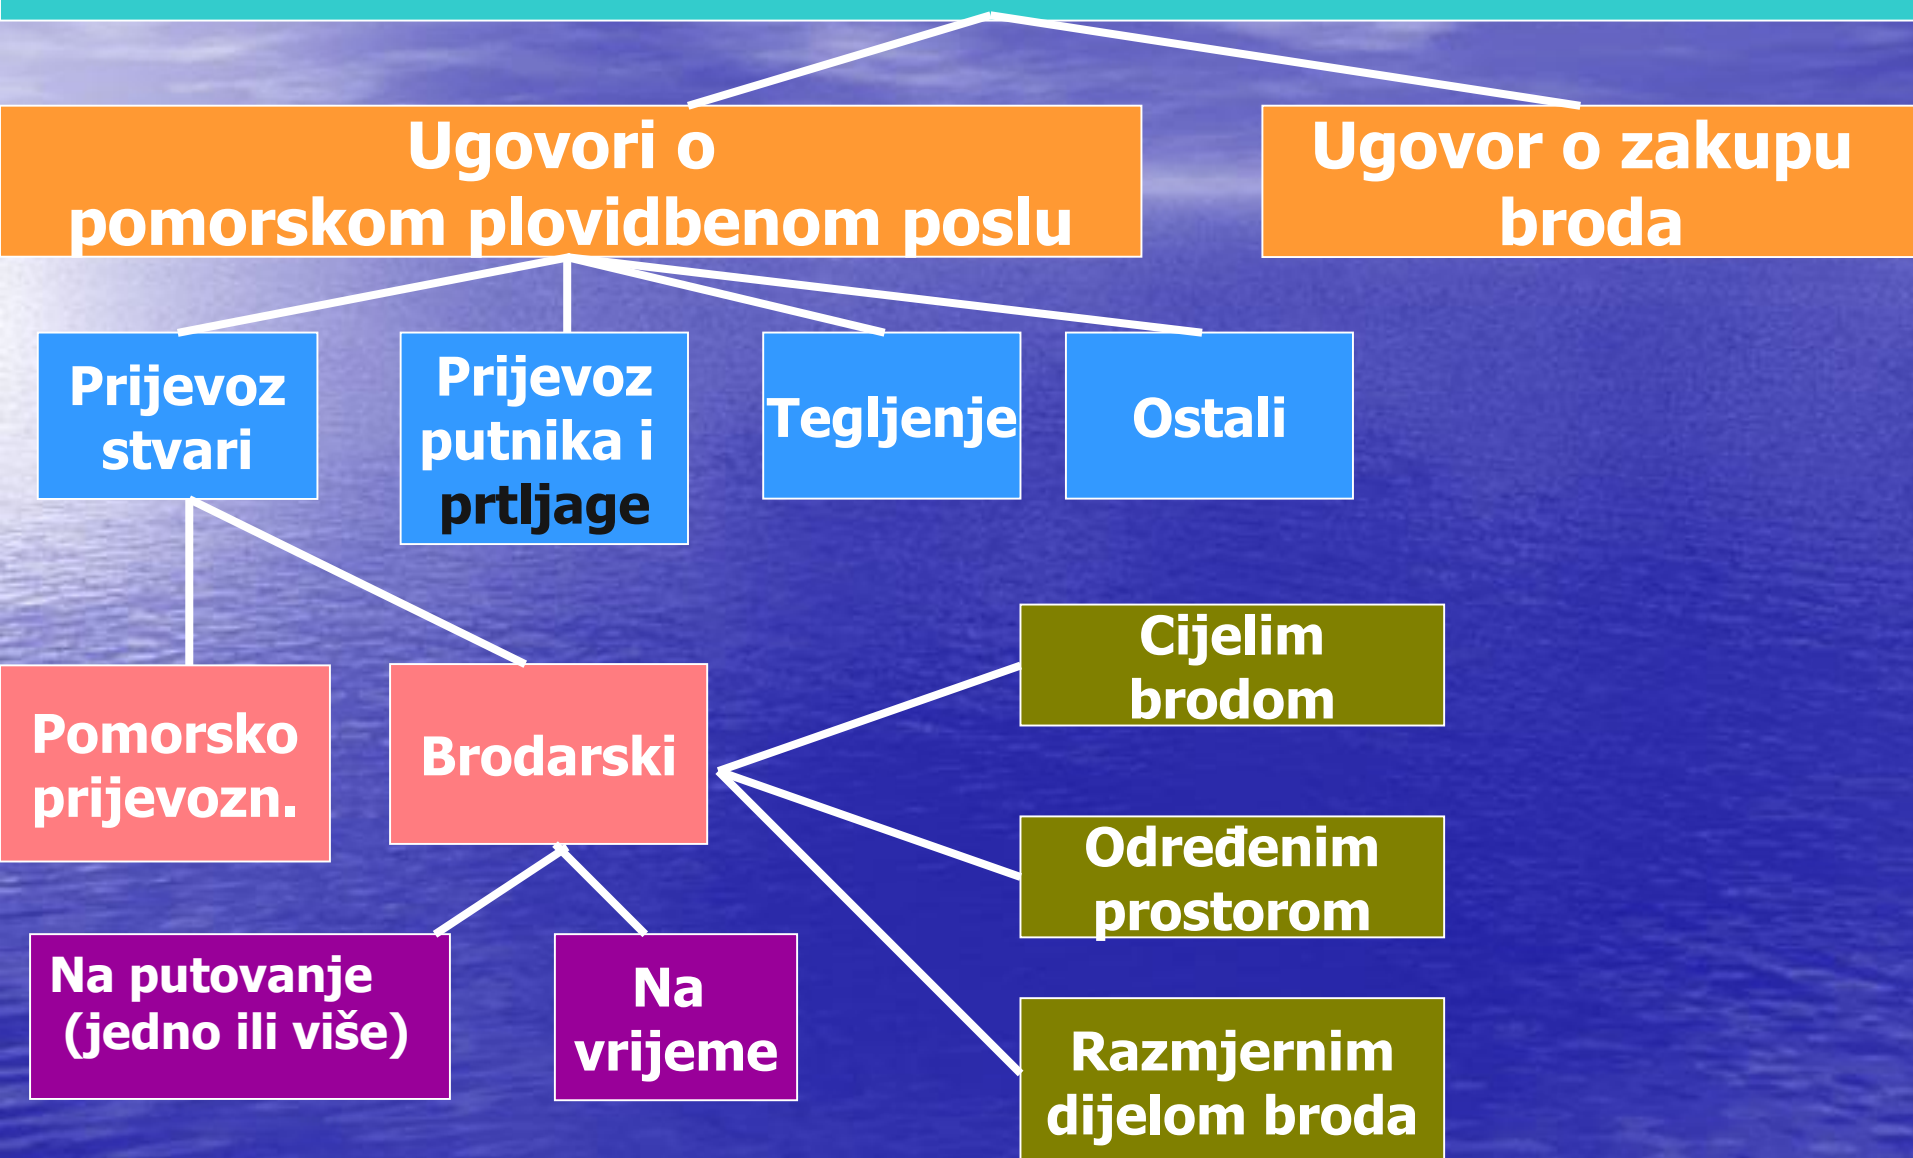 Ugovori o
pomorskom plovidbenom poslu
Ugovor o zakupu
broda
Prijevoz
stvari
Prijevoz
putnika i
prtljage
Tegljenje
Ostali
Pomorsko
prijevozn.
Brodarski
Cijelim
brodom
Određenim
prostorom
Razmjernim
dijelom broda
Na putovanje
(jedno ili više)
Na
vrijeme